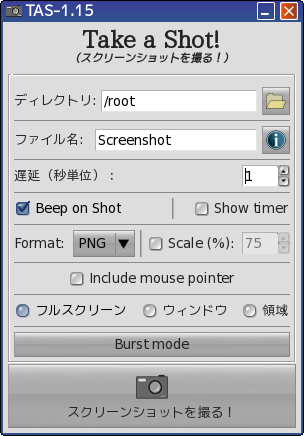 TAS-1.15
Take a Shot!
(スクリーンショットを撮る！)
ディレクトリ: /root
ファイル名: Screenshot
遅延（秒単位）: 1
Beep on Shot Show timer
Format: PNG Scale (%): 75
Include mouse pointer
フルスクリーン ウィンドウ 領域
Burst mode
スクリーンショットを撮る！